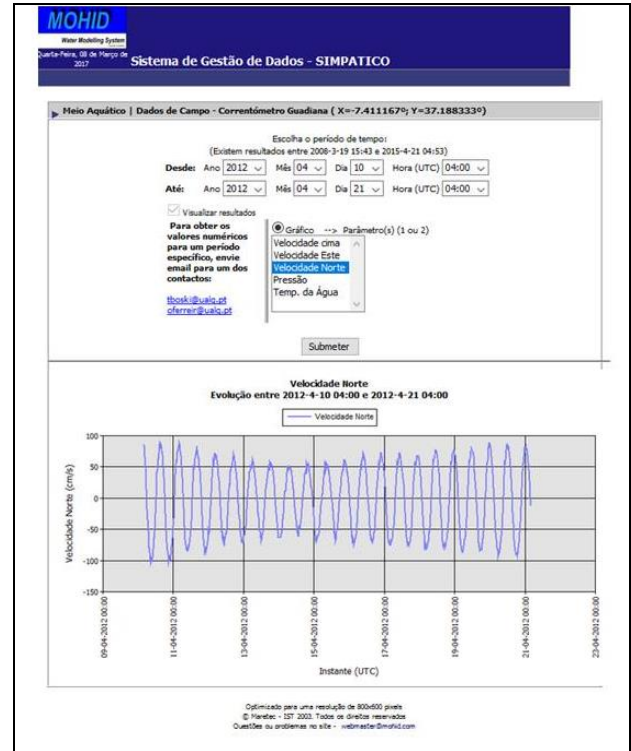 MOHID
Water Modelling System
Quarta-Feira, 08 de Março de
2017
Sistema de Gestão de Dados - SIMPATICO
Meio Aquático | Dados de Campo - Correntómetro Guadiana ( X=-7.411167º; Y=37.188333º)
Escolha o período de tempo:
(Existem resultados entre 2008-3-19 15:43 e 2015-4-21 04:53)
Desde: Ano 2012 Mês 04 Dia 10 Hora (UTC) 04:00
Até: Ano 2012 Mês 04 Dia 21 Hora (UTC) 04:00
Visualizar resultados
Para obter os
valores numéricos
para um período
específico, envie
email para um dos
contactos:
tboski@ualg.pt
oferreir@ualg.pt
Gráfico --> Parâmetro(s) (1 ou 2)
Velocidade cima
Velocidade Este
Velocidade Norte
Pressão
Temp. da Água
Submeter
Velocidade Norte
Evolução entre 2012-4-10 04:00 e 2012-4-21 04:00
Velocidade Norte
Velocidade Norte (cm/s)
100
50
0
-50
-100
-150
09-04-2012 00:00
11-04-2012 00:00
13-04-2012 00:00
15-04-2012 00:00
17-04-2012 00:00
19-04-2012 00:00
21-04-2012 00:00
23-04-2012 00:00
Instante (UTC)
Optimizado para uma resolução de 800x600 pixels
© Maretec - IST 2003. Todos os direitos reservados
Questões ou problemas no site - webmaster@mohid.com